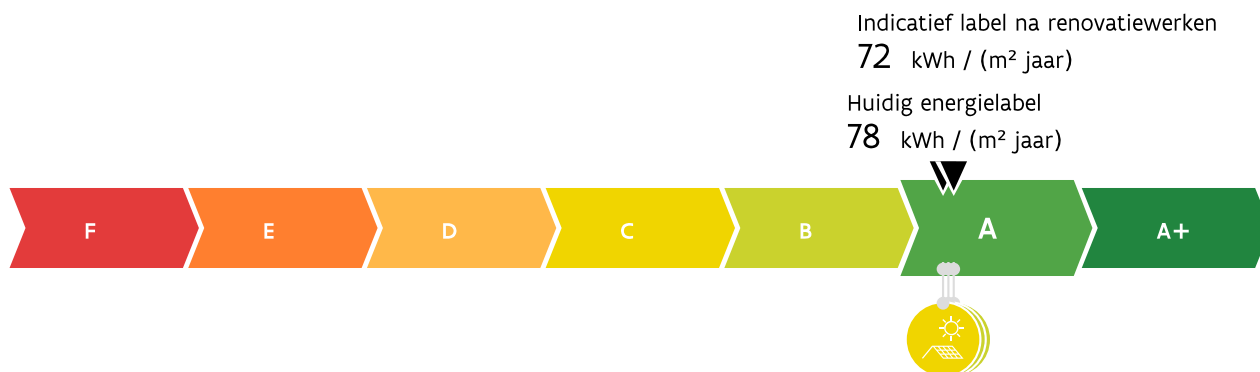 Indicatief label na renovatiewerken
72 kWh / (m² jaar)
Huidig energielabel
78 kWh / (m² jaar)
F E D C B A A+